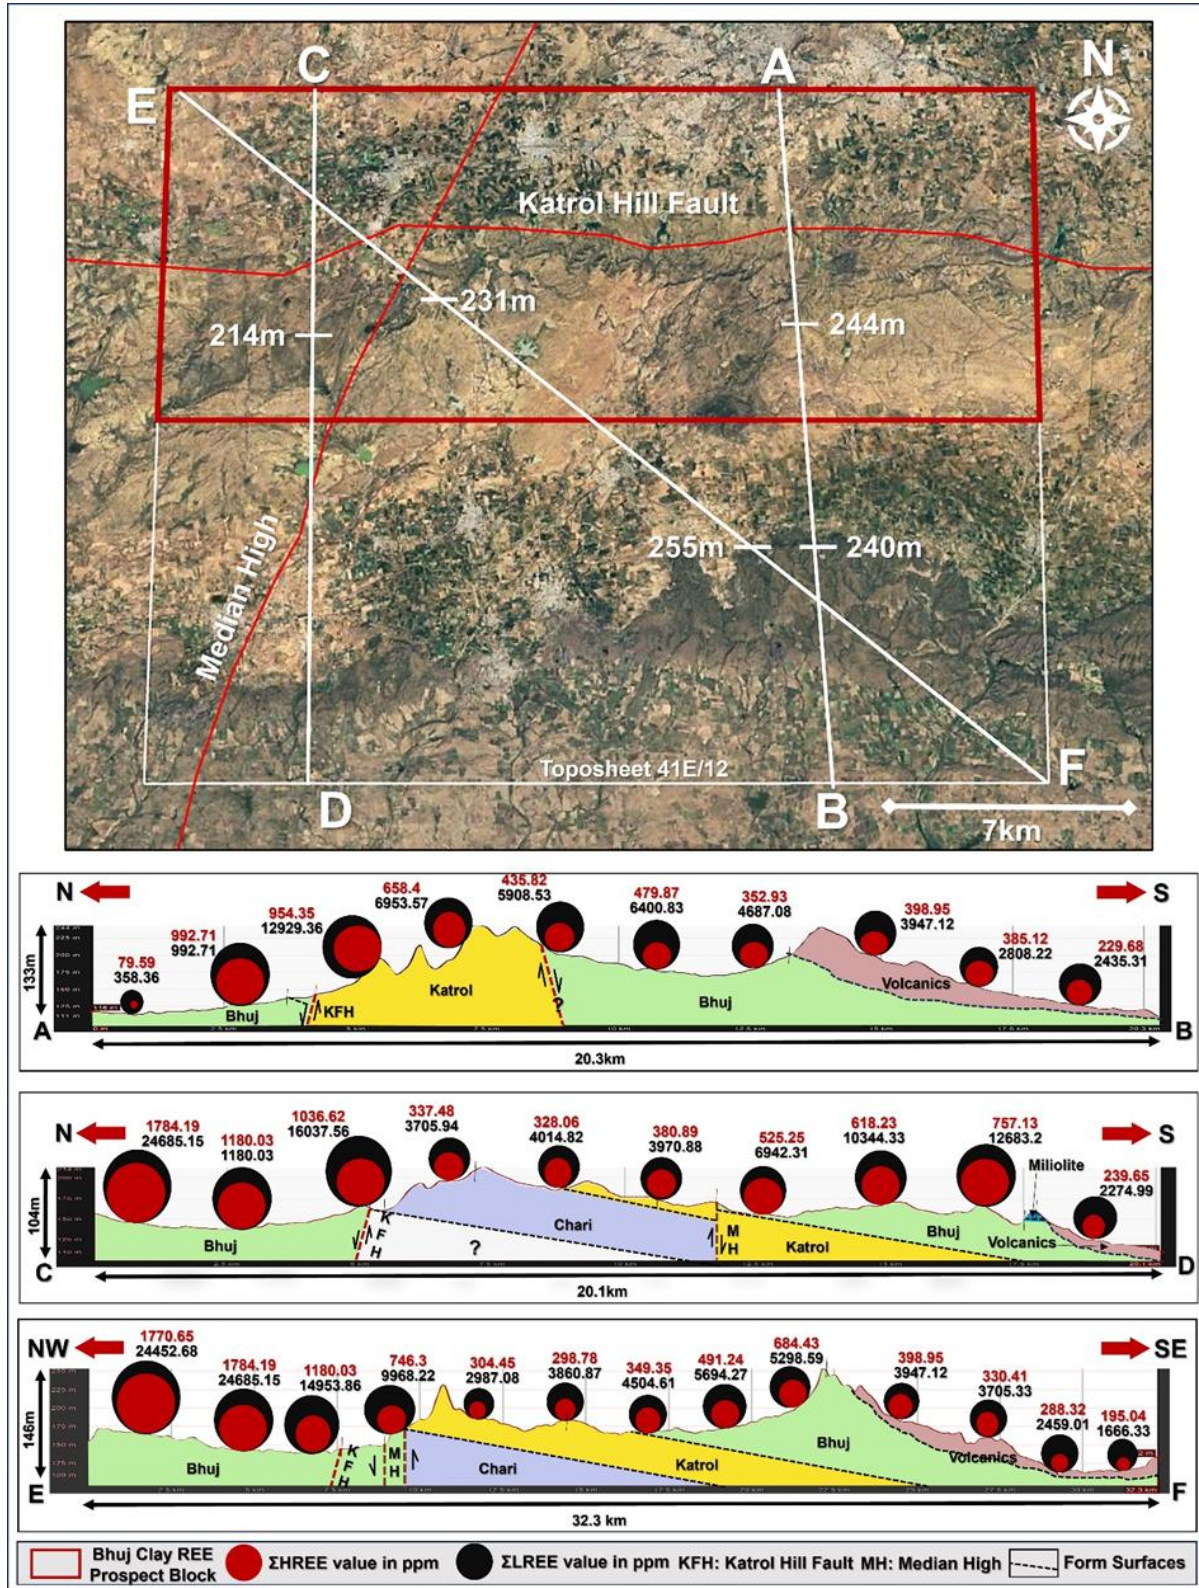 C
A
N
E
Katrol Hill Fault
231m
214m
244m
255m
240m
Median High
Toposheet 41E/12
F
D
B
7km
N
S
79.59
358.36
992.71
992.71
954.35
12929.36
658.4
6953.57
435.82
5908.53
479.87
6400.83
352.93
4687.08
398.95
3947.12
385.12
2808.22
229.68
2435.31
133m
Bhuj
KFH
Katrol
?
Bhuj
Volcanics
A
B
20.3km
N
S
1784.19
24685.15
1180.03
1180.03
1036.62
16037.56
337.48
3705.94
328.06
4014.82
380.89
3970.88
525.25
6942.31
618.23
10344.33
757.13
12683.2
Miliolite
239.65
2274.99
104m
Bhuj
KFH
?
Chari
MH
Katrol
Bhuj
Volcanics
C
D
20.1km
NW
SE
1770.65
24452.68
1784.19
24685.15
1180.03
14953.86
746.3
9968.22
304.45
2987.08
298.78
3860.87
349.35
4504.61
491.24
5694.27
684.43
5298.59
398.95
3947.12
330.41
3705.33
288.32
2459.01
195.04
1666.33
146m
Bhuj
KFH
MH
Chari
Katrol
Bhuj
Volcanics
E
F
32.3 km
Bhuj Clay REE
Prospect Block
ΣHREE value in ppm
ΣLREE value in ppm
KFH: Katrol Hill Fault
MH: Median High
Form Surfaces